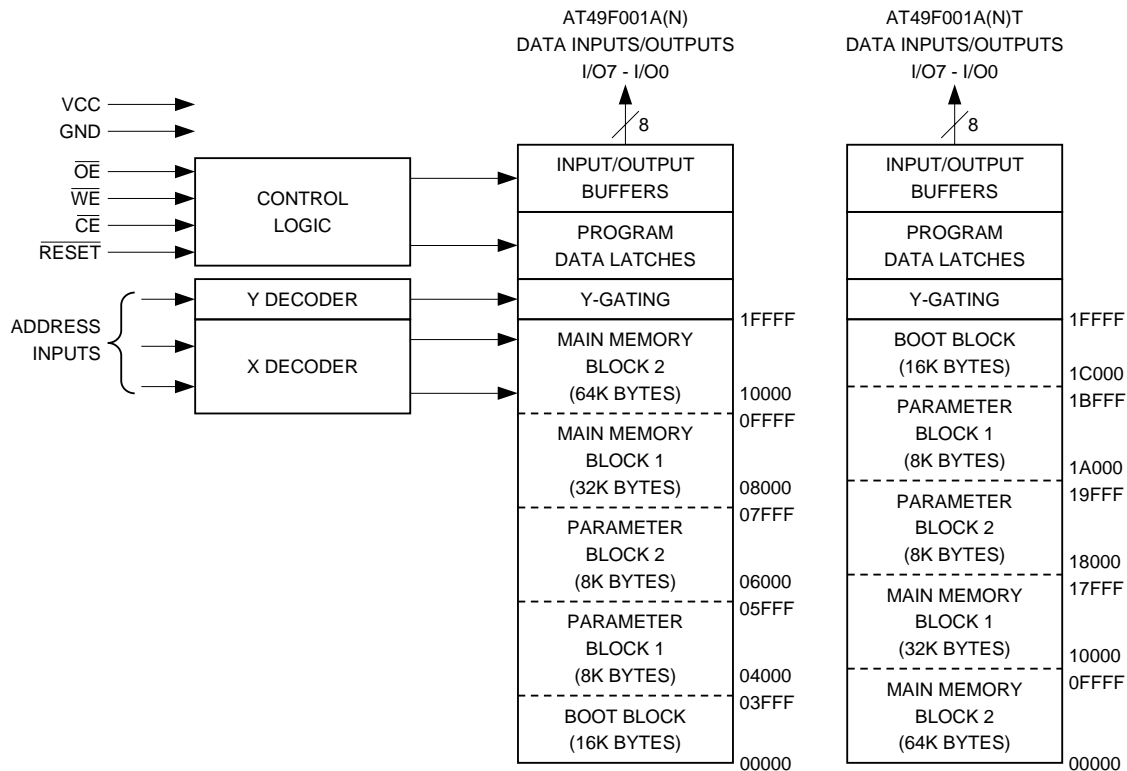 AT49F001A(N)
DATA INPUTS/OUTPUTS
I/O7 - I/O0
8
AT49F001A(N)T
DATA INPUTS/OUTPUTS
I/O7 - I/O0
8
VCC
GND
OE
WE
CE
RESET
ADDRESS
INPUTS
CONTROL
LOGIC
Y DECODER
X DECODER
INPUT/OUTPUT
BUFFERS
PROGRAM
DATA LATCHES
Y-GATING
1FFFF
MAIN MEMORY
BLOCK 2
(64K BYTES)
10000
0FFFF
MAIN MEMORY
BLOCK 1
(32K BYTES)
08000
07FFF
PARAMETER
BLOCK 2
(8K BYTES)
06000
05FFF
PARAMETER
BLOCK 1
(8K BYTES)
04000
03FFF
BOOT BLOCK
(16K BYTES)
00000
INPUT/OUTPUT
BUFFERS
PROGRAM
DATA LATCHES
Y-GATING
1FFFF
BOOT BLOCK
(16K BYTES)
1C000
1BFFF
PARAMETER
BLOCK 1
(8K BYTES)
1A000
19FFF
PARAMETER
BLOCK 2
(8K BYTES)
18000
17FFF
MAIN MEMORY
BLOCK 1
(32K BYTES)
10000
0FFFF
MAIN MEMORY
BLOCK 2
(64K BYTES)
00000